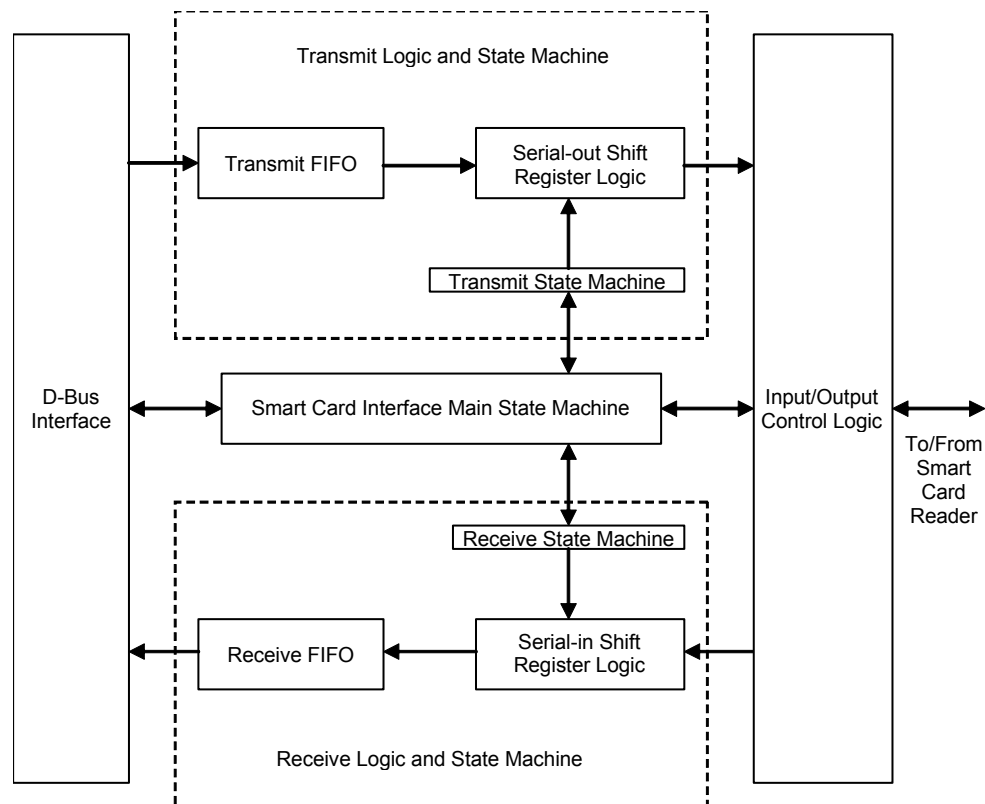 Transmit Logic and State Machine
Transmit FIFO
Serial-out Shift
Register Logic
Transmit State Machine
D-Bus
Interface
Smart Card Interface Main State Machine
Input/Output
Control Logic
To/From
Smart
Card
Reader
Receive State Machine
Receive FIFO
Serial-in Shift
Register Logic
Receive Logic and State Machine